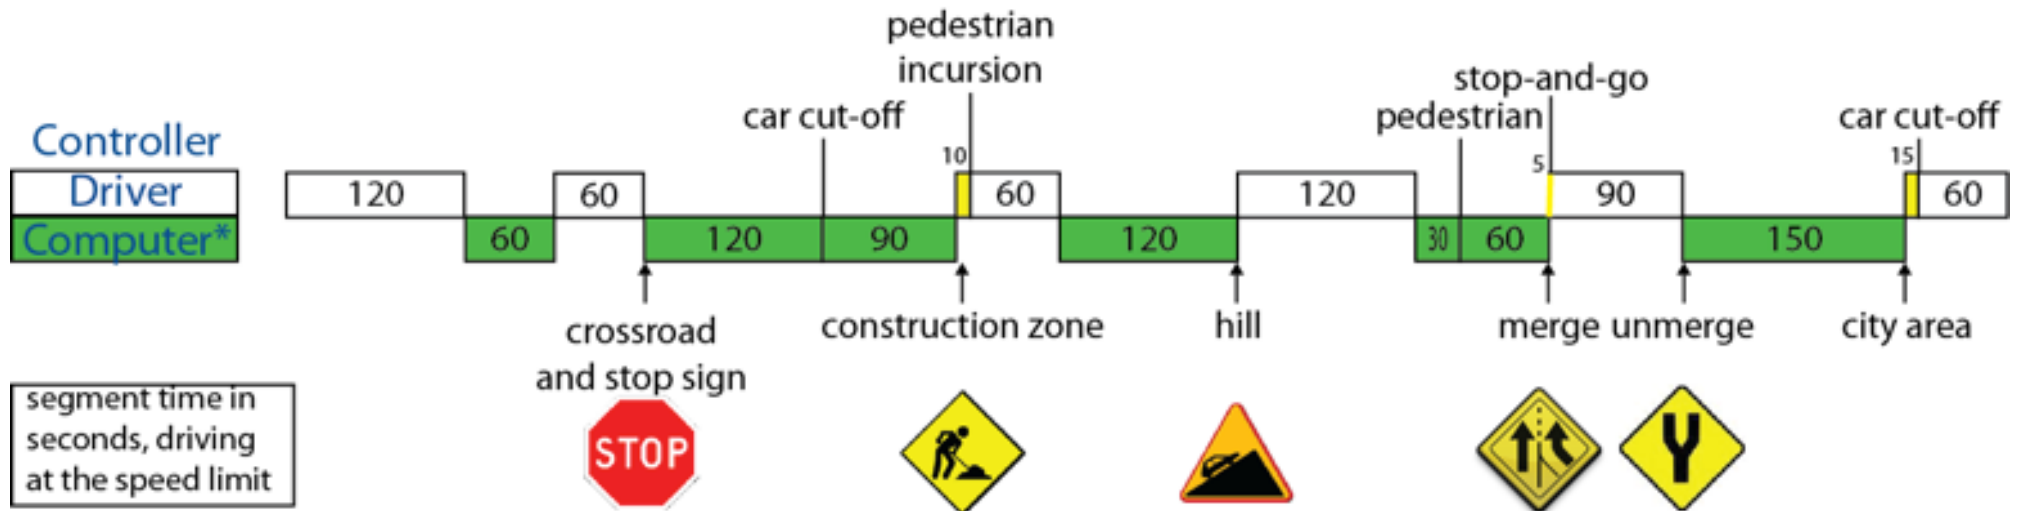 pedestrian
incursion
stop-and-go
car cut-off
pedestrian
car cut-off
Controller
10
5
15
Driver
120
60
60
120
90
60
Computer*
60
120
90
120
30
60
150
crossroad
and stop sign
construction zone
hill
merge unmerge
city area
segment time in
seconds, driving
at the speed limit
STOP